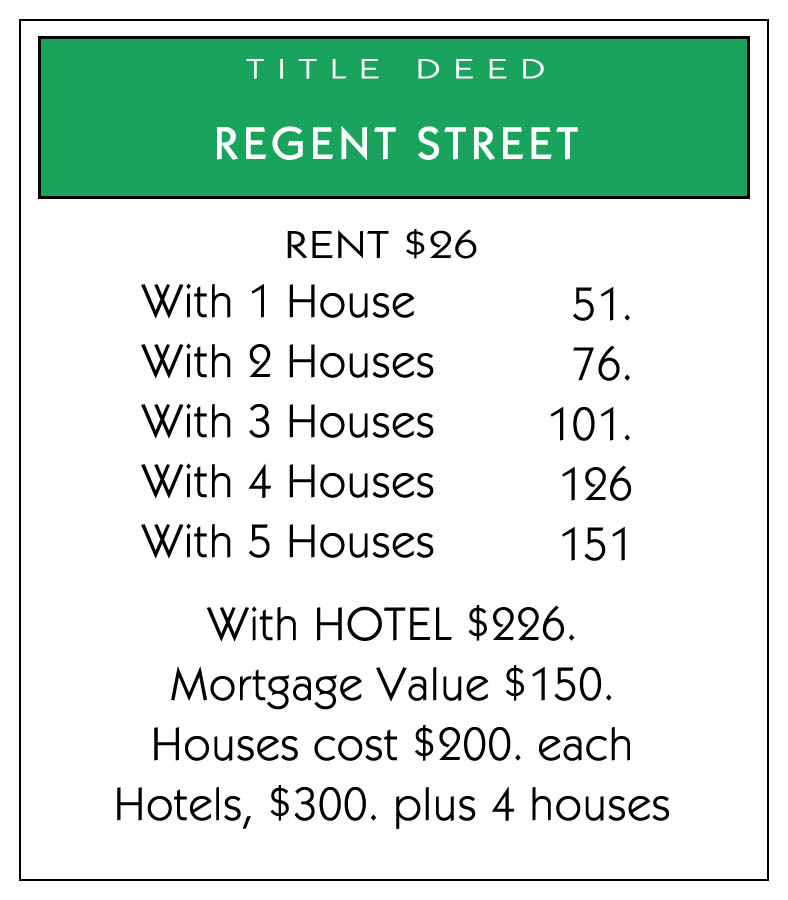 TITLE DEED
REGENT STREET
RENT $26
With 1 House 51.
With 2 Houses 76.
With 3 Houses 101.
With 4 Houses 126
With 5 Houses 151
With HOTEL $226.
Mortgage Value $150.
Houses cost $200. each
Hotels, $300. plus 4 houses